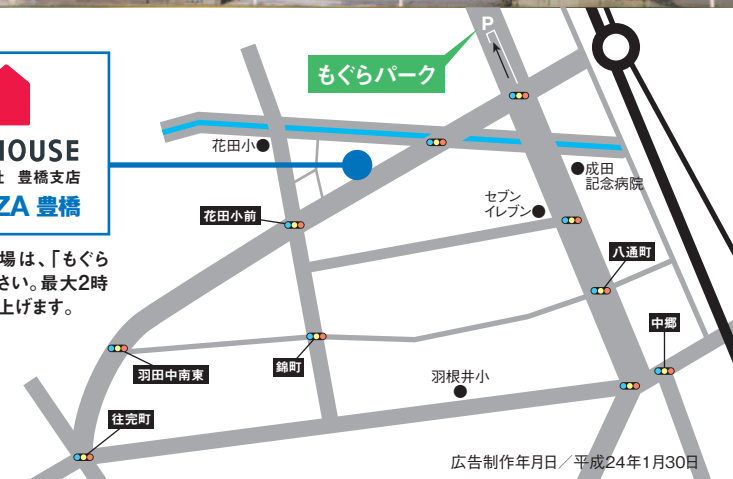 P
もぐらパーク
HOUSE
社 豊橋支店
ZA 豊橋
場は、「もぐら
さい。最大2時
上げます。
花田小
成田
記念病院
セブン
イレブン
花田小前
八通町
中郷
羽田中南東
錦町
羽根井小
往完町
広告制作年月日／平成24年1月30日